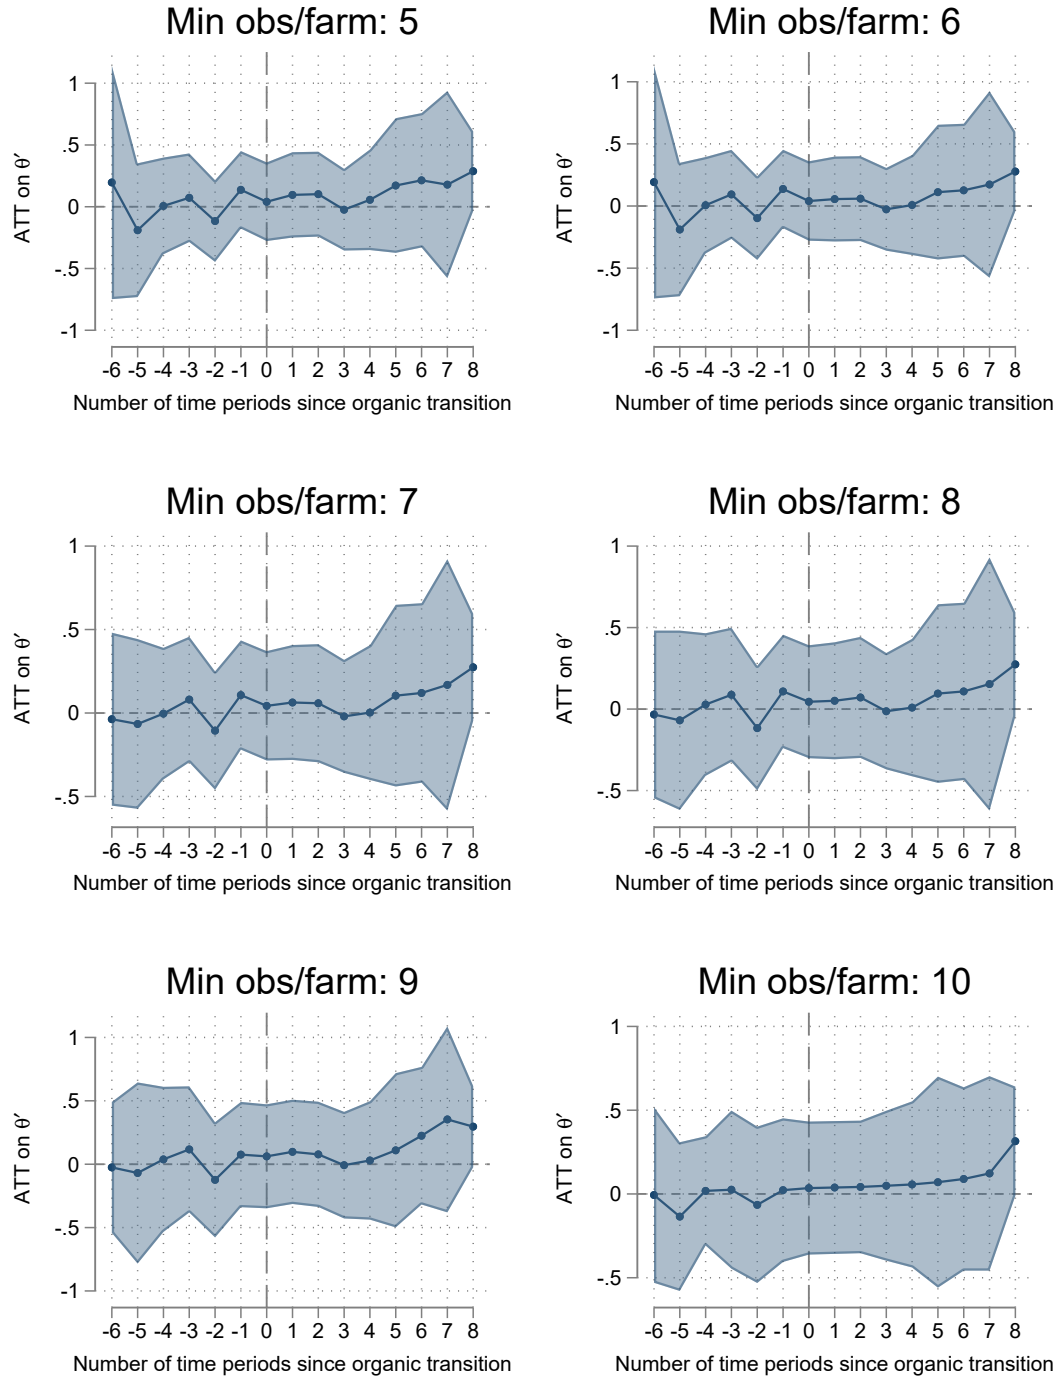 Min obs/farm: 5
1
.5
0
-.5
-1
ATT on θ′
-6 -5 -4 -3 -2 -1 0 1 2 3 4 5 6 7 8
Number of time periods since organic transition
Min obs/farm: 6
1
.5
0
-.5
-1
ATT on θ′
-6 -5 -4 -3 -2 -1 0 1 2 3 4 5 6 7 8
Number of time periods since organic transition
Min obs/farm: 7
1
.5
0
-.5
ATT on θ′
-6 -5 -4 -3 -2 -1 0 1 2 3 4 5 6 7 8
Number of time periods since organic transition
Min obs/farm: 8
1
.5
0
-.5
ATT on θ′
-6 -5 -4 -3 -2 -1 0 1 2 3 4 5 6 7 8
Number of time periods since organic transition
Min obs/farm: 9
1
.5
0
-.5
-1
ATT on θ′
-6 -5 -4 -3 -2 -1 0 1 2 3 4 5 6 7 8
Number of time periods since organic transition
Min obs/farm: 10
1
.5
0
-.5
ATT on θ′
-6 -5 -4 -3 -2 -1 0 1 2 3 4 5 6 7 8
Number of time periods since organic transition